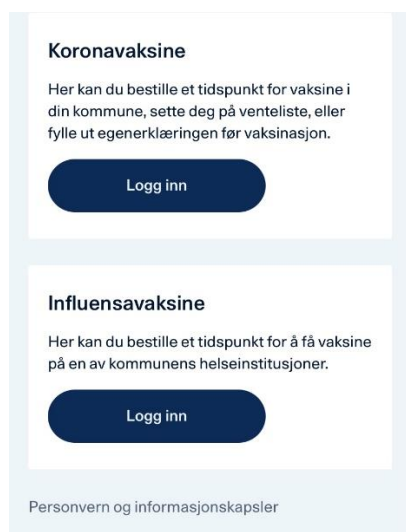 Koronavaksine
Her kan du bestille et tidspunkt for vaksine i
din kommune, sette deg på venteliste, eller
fylle ut egenerklæringen før vaksinasjon.
Logg inn
Influensavaksine
Her kan du bestille et tidspunkt for å få vaksine
på en av kommunens helseinstitusjoner.
Logg inn
Personvern og informasjonskapsler